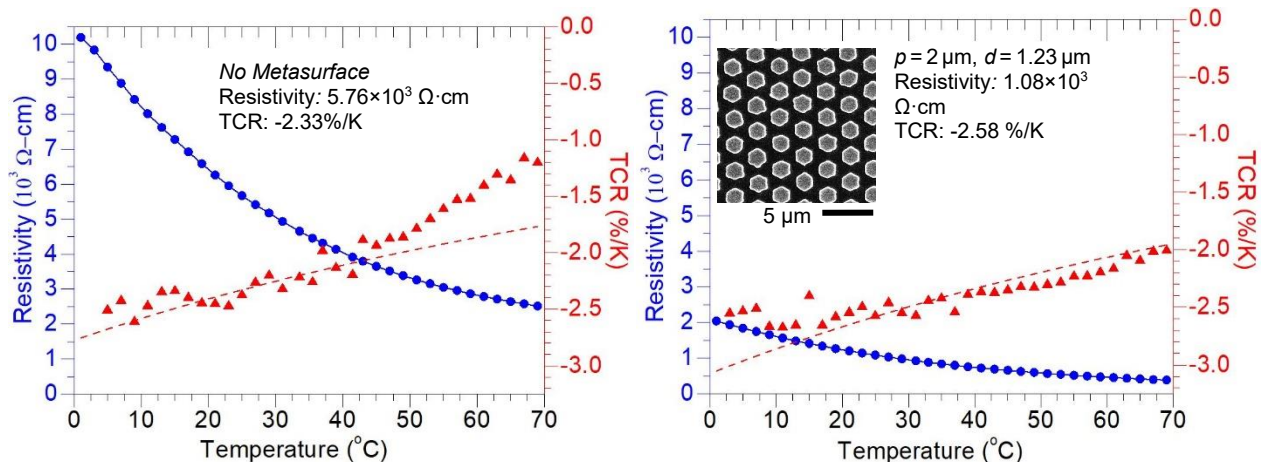 Resistivity (10³ Ω–cm)
10
9
8
7
6
5
4
3
2
1
0
No Metasurface
Resistivity: 5.76×10³ Ω·cm
TCR: -2.33%/K
0.0
-0.5
-1.0
-1.5
-2.0
-2.5
-3.0
TCR (%/K)
0 10 20 30 40 50 60 70
Temperature (°C)
Resistivity (10³ Ω–cm)
10
9
8
7
6
5
4
3
2
1
0
p = 2 µm, d = 1.23 µm
Resistivity: 1.08×10³
Ω·cm
TCR: -2.58 %/K
5 µm
0.0
-0.5
-1.0
-1.5
-2.0
-2.5
-3.0
TCR (%/K)
0 10 20 30 40 50 60 70
Temperature (°C)